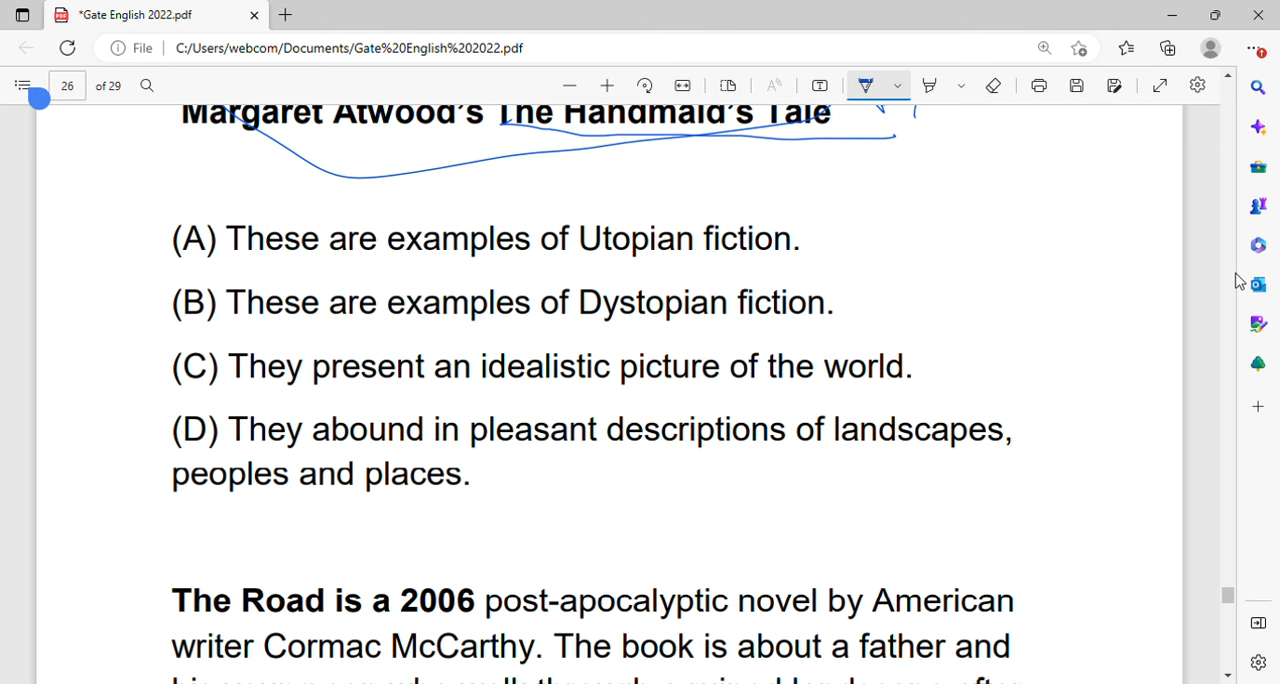 *Gate English 2022.pdf
File C:/Users/webcom/Documents/Gate%20English%202022.pdf
26 of 29
Margaret Atwood's The Handmaid's Tale
(A) These are examples of Utopian fiction.
(B) These are examples of Dystopian fiction.
(C) They present an idealistic picture of the world.
(D) They abound in pleasant descriptions of landscapes,
peoples and places.
The Road is a 2006 post-apocalyptic novel by American
writer Cormac McCarthy. The book is about a father and